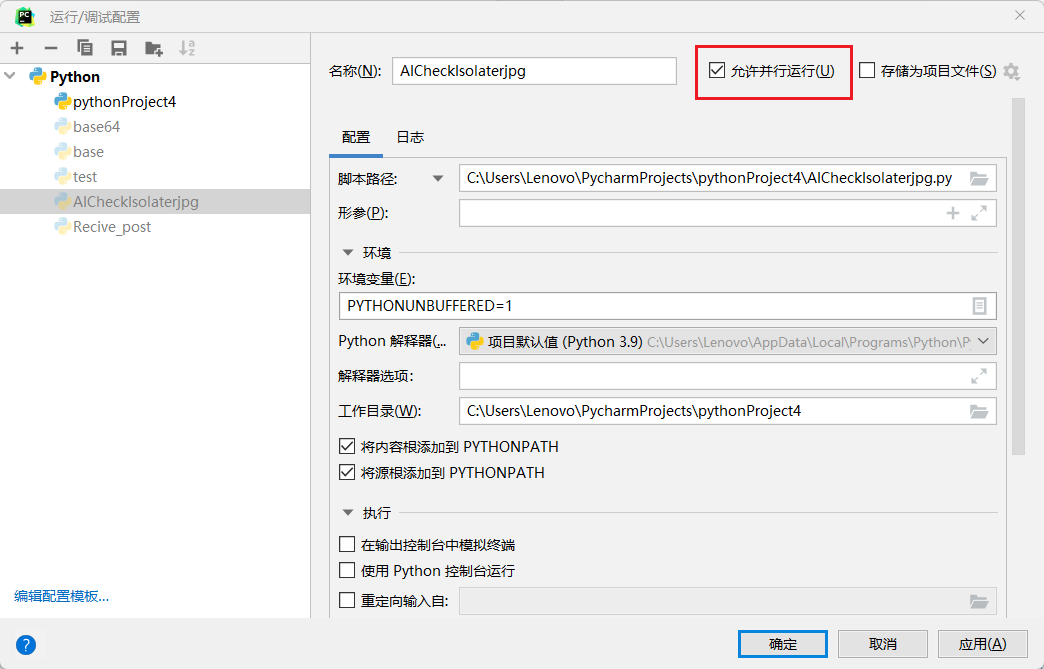 运行/调试配置
Python
pythonProject4
base64
base
test
AICheckIsolaterjpg
Recive_post
编辑配置模板...
名称(N):
AICheckIsolaterjpg
允许并行运行(U)
存储为项目文件(S)
配置
日志
脚本路径:
C:\Users\Lenovo\PycharmProjects\pythonProject4\AICheckIsolaterjpg.py
形参(P):
环境
环境变量(E):
PYTHONUNBUFFERED=1
Python 解释器(...
项目默认值 (Python 3.9) C:\Users\Lenovo\AppData\Local\Programs\Python\P
解释器选项:
工作目录(W):
C:\Users\Lenovo\PycharmProjects\pythonProject4
将内容根添加到 PYTHONPATH
将源根添加到 PYTHONPATH
执行
在输出控制台中模拟终端
使用 Python 控制台运行
重定向输入自:
?
确定
取消
应用(A)